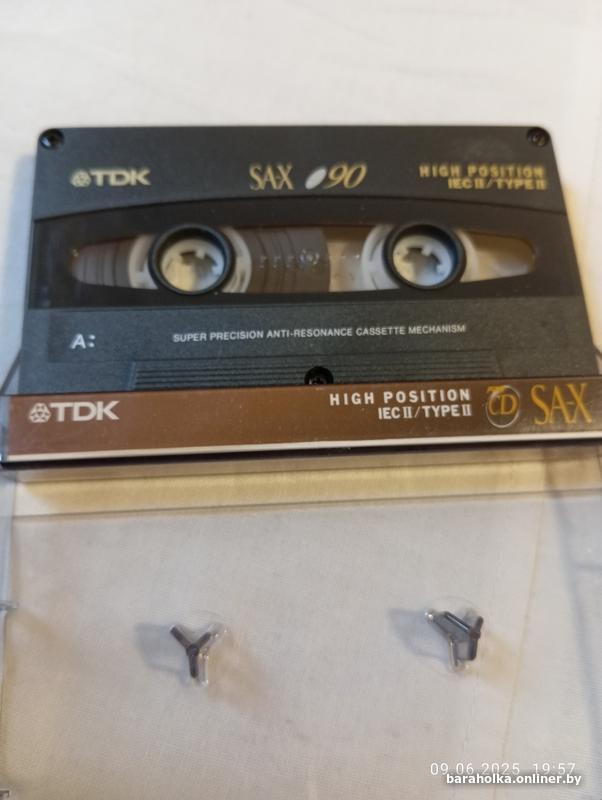 TDK SAX 90 HIGH POSITION
IEC II/TYPE II
A: SUPER PRECISION ANTI-RESONANCE CASSETTE MECHANISM
TDK HIGH POSITION
IEC II/TYPE II CD SA-X
09.06.2025 19:57
baraholka.onliner.by